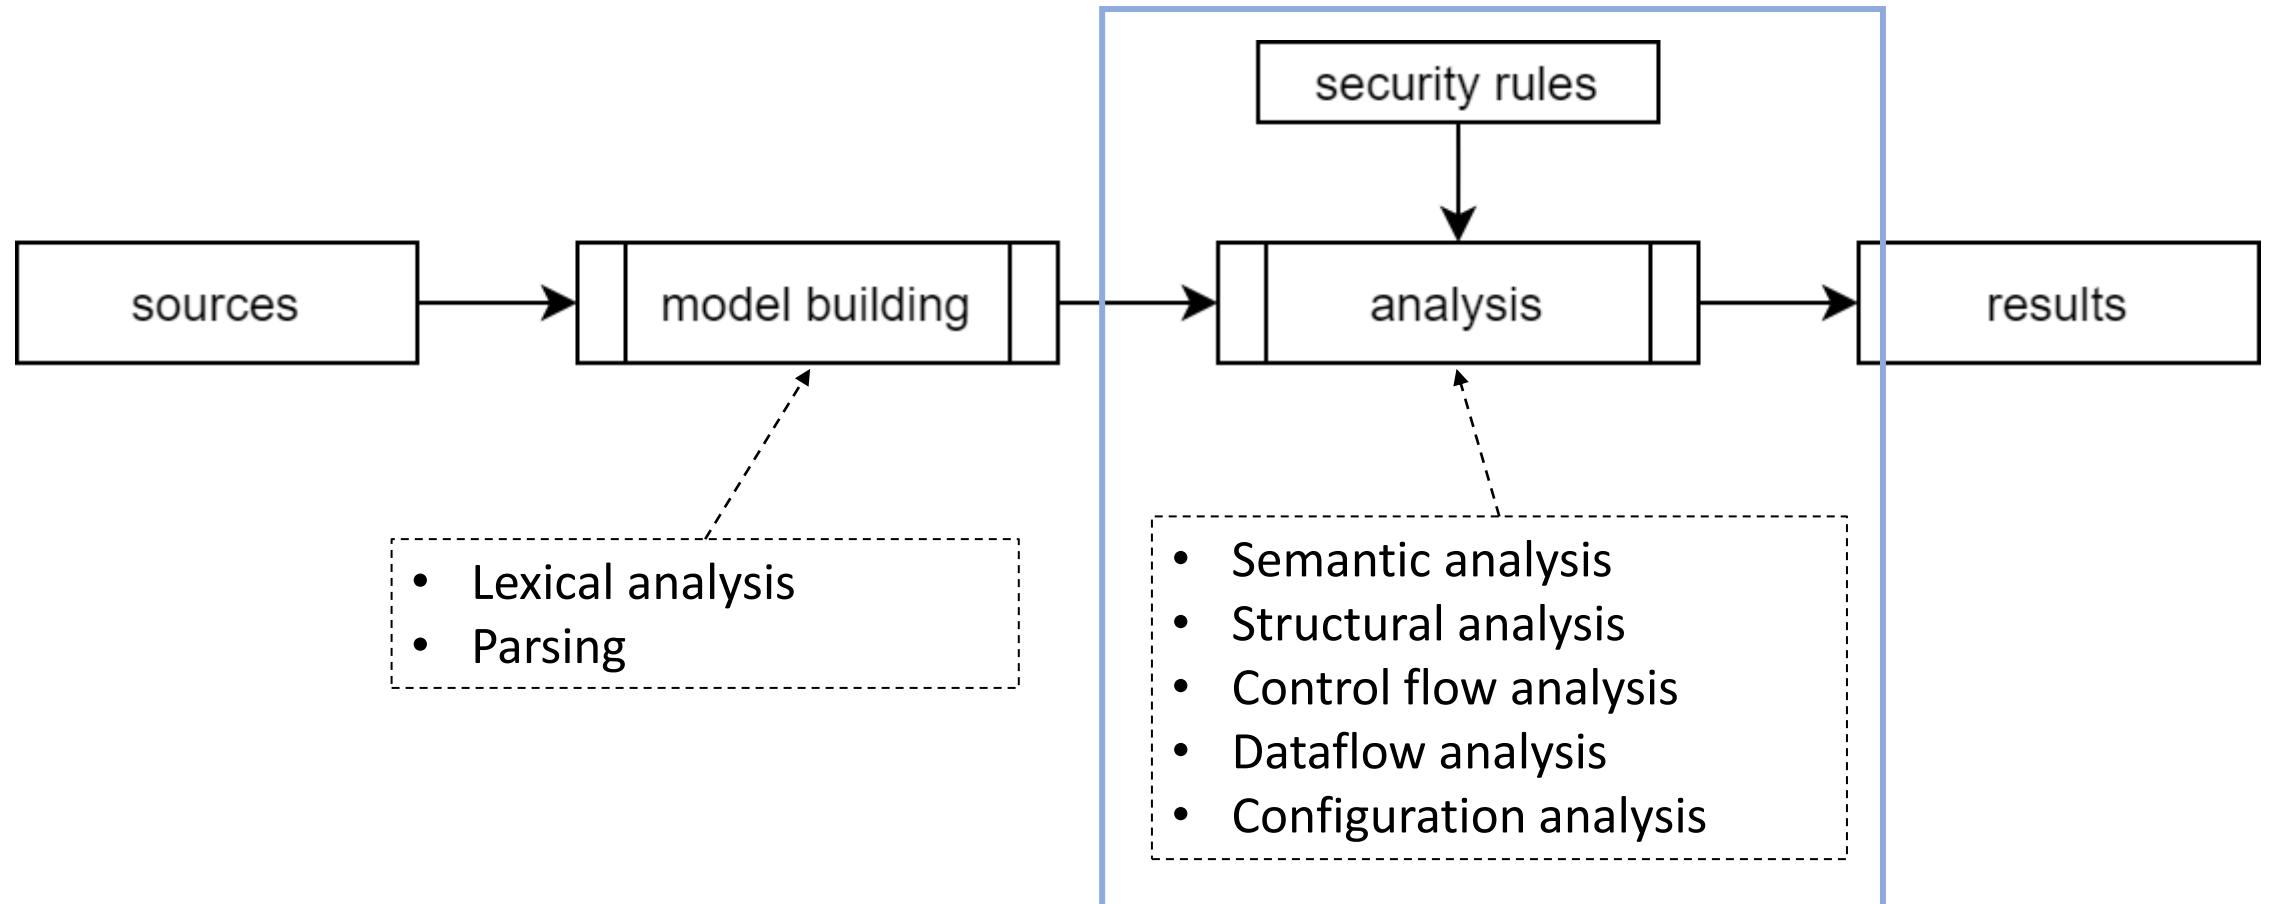 security rules
sources
model building
analysis
results
• Lexical analysis
• Parsing
• Semantic analysis
• Structural analysis
• Control flow analysis
• Dataflow analysis
• Configuration analysis